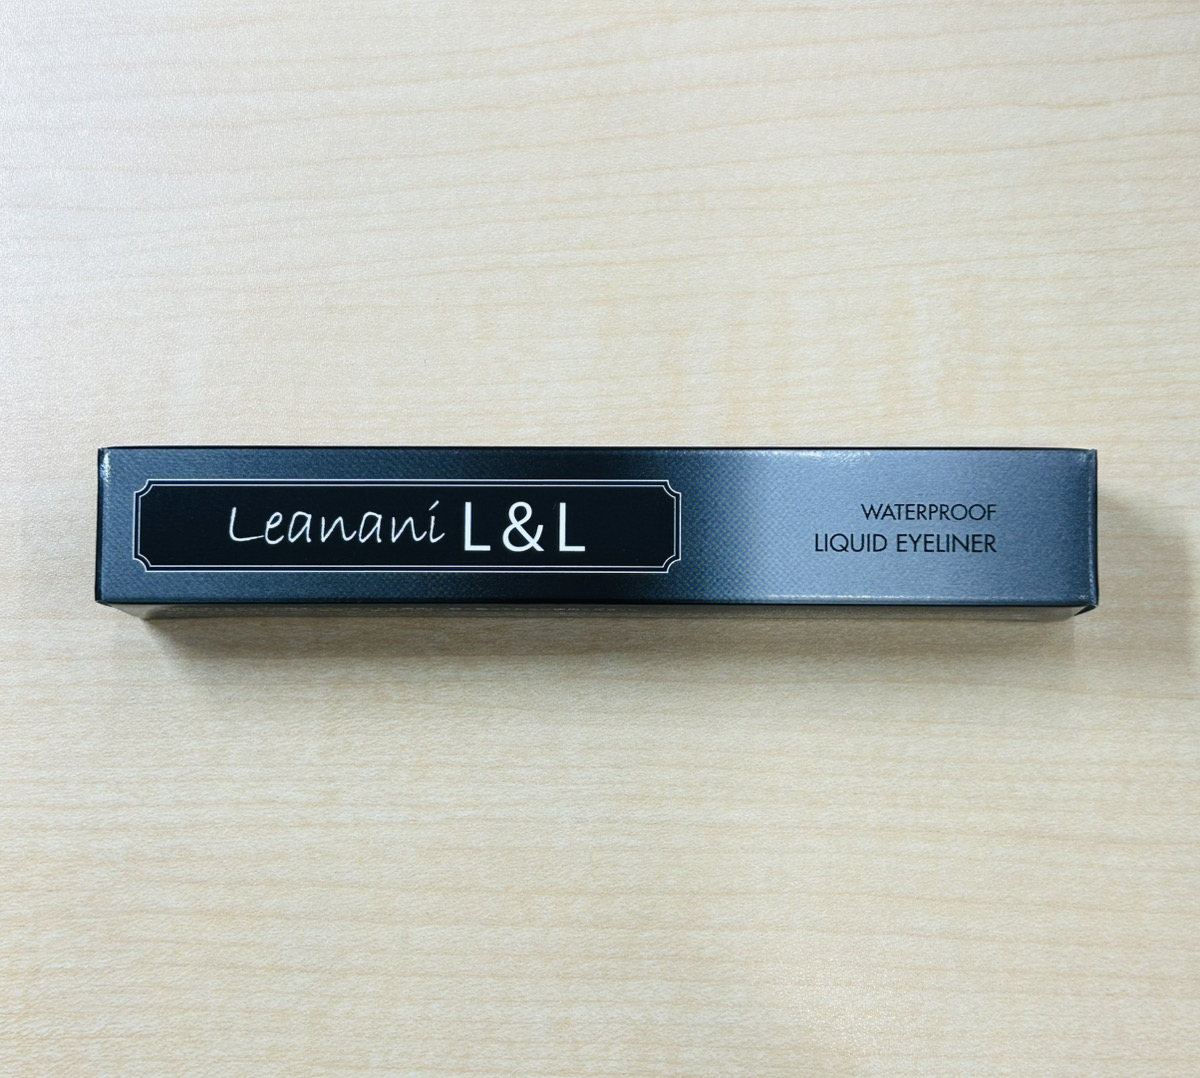 Leanani L&L
WATERPROOF
LIQUID EYELINER